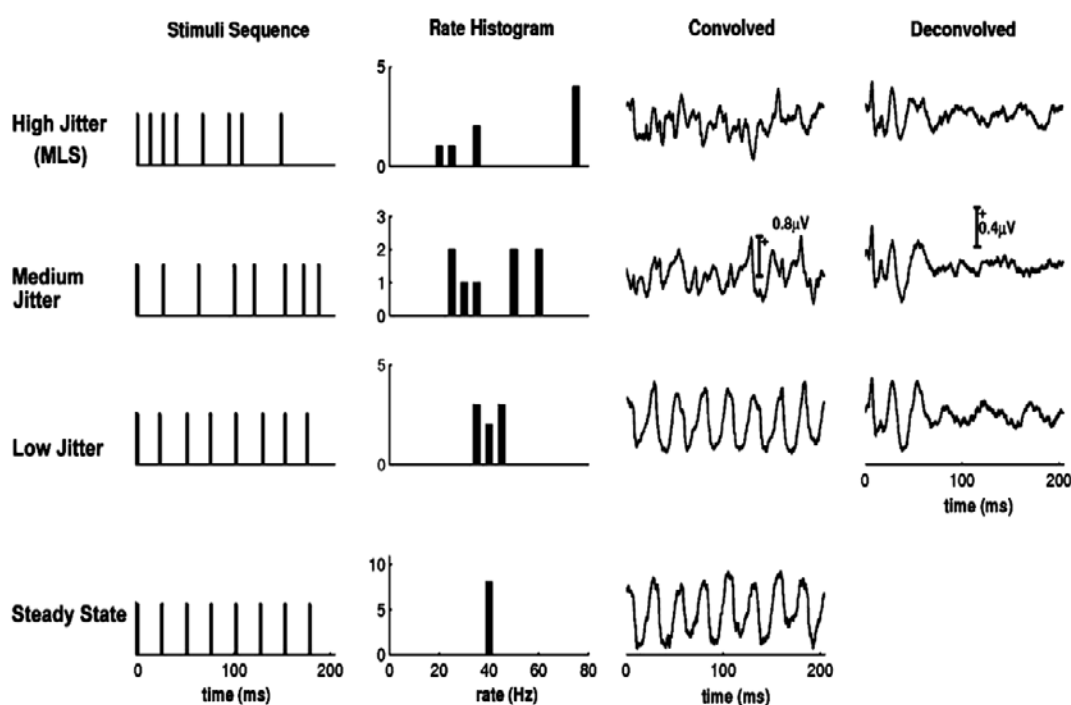 Stimuli Sequence Rate Histogram Convolved Deconvolved
High Jitter
(MLS)
5
0
Medium
Jitter
3
2
1
0
0.8µV
+
+
0.4µV
Low Jitter
5
0
0 100 200
time (ms)
Steady State
10
5
0
0 100 200
time (ms)
0 20 40 60 80
rate (Hz)
0 100 200
time (ms)